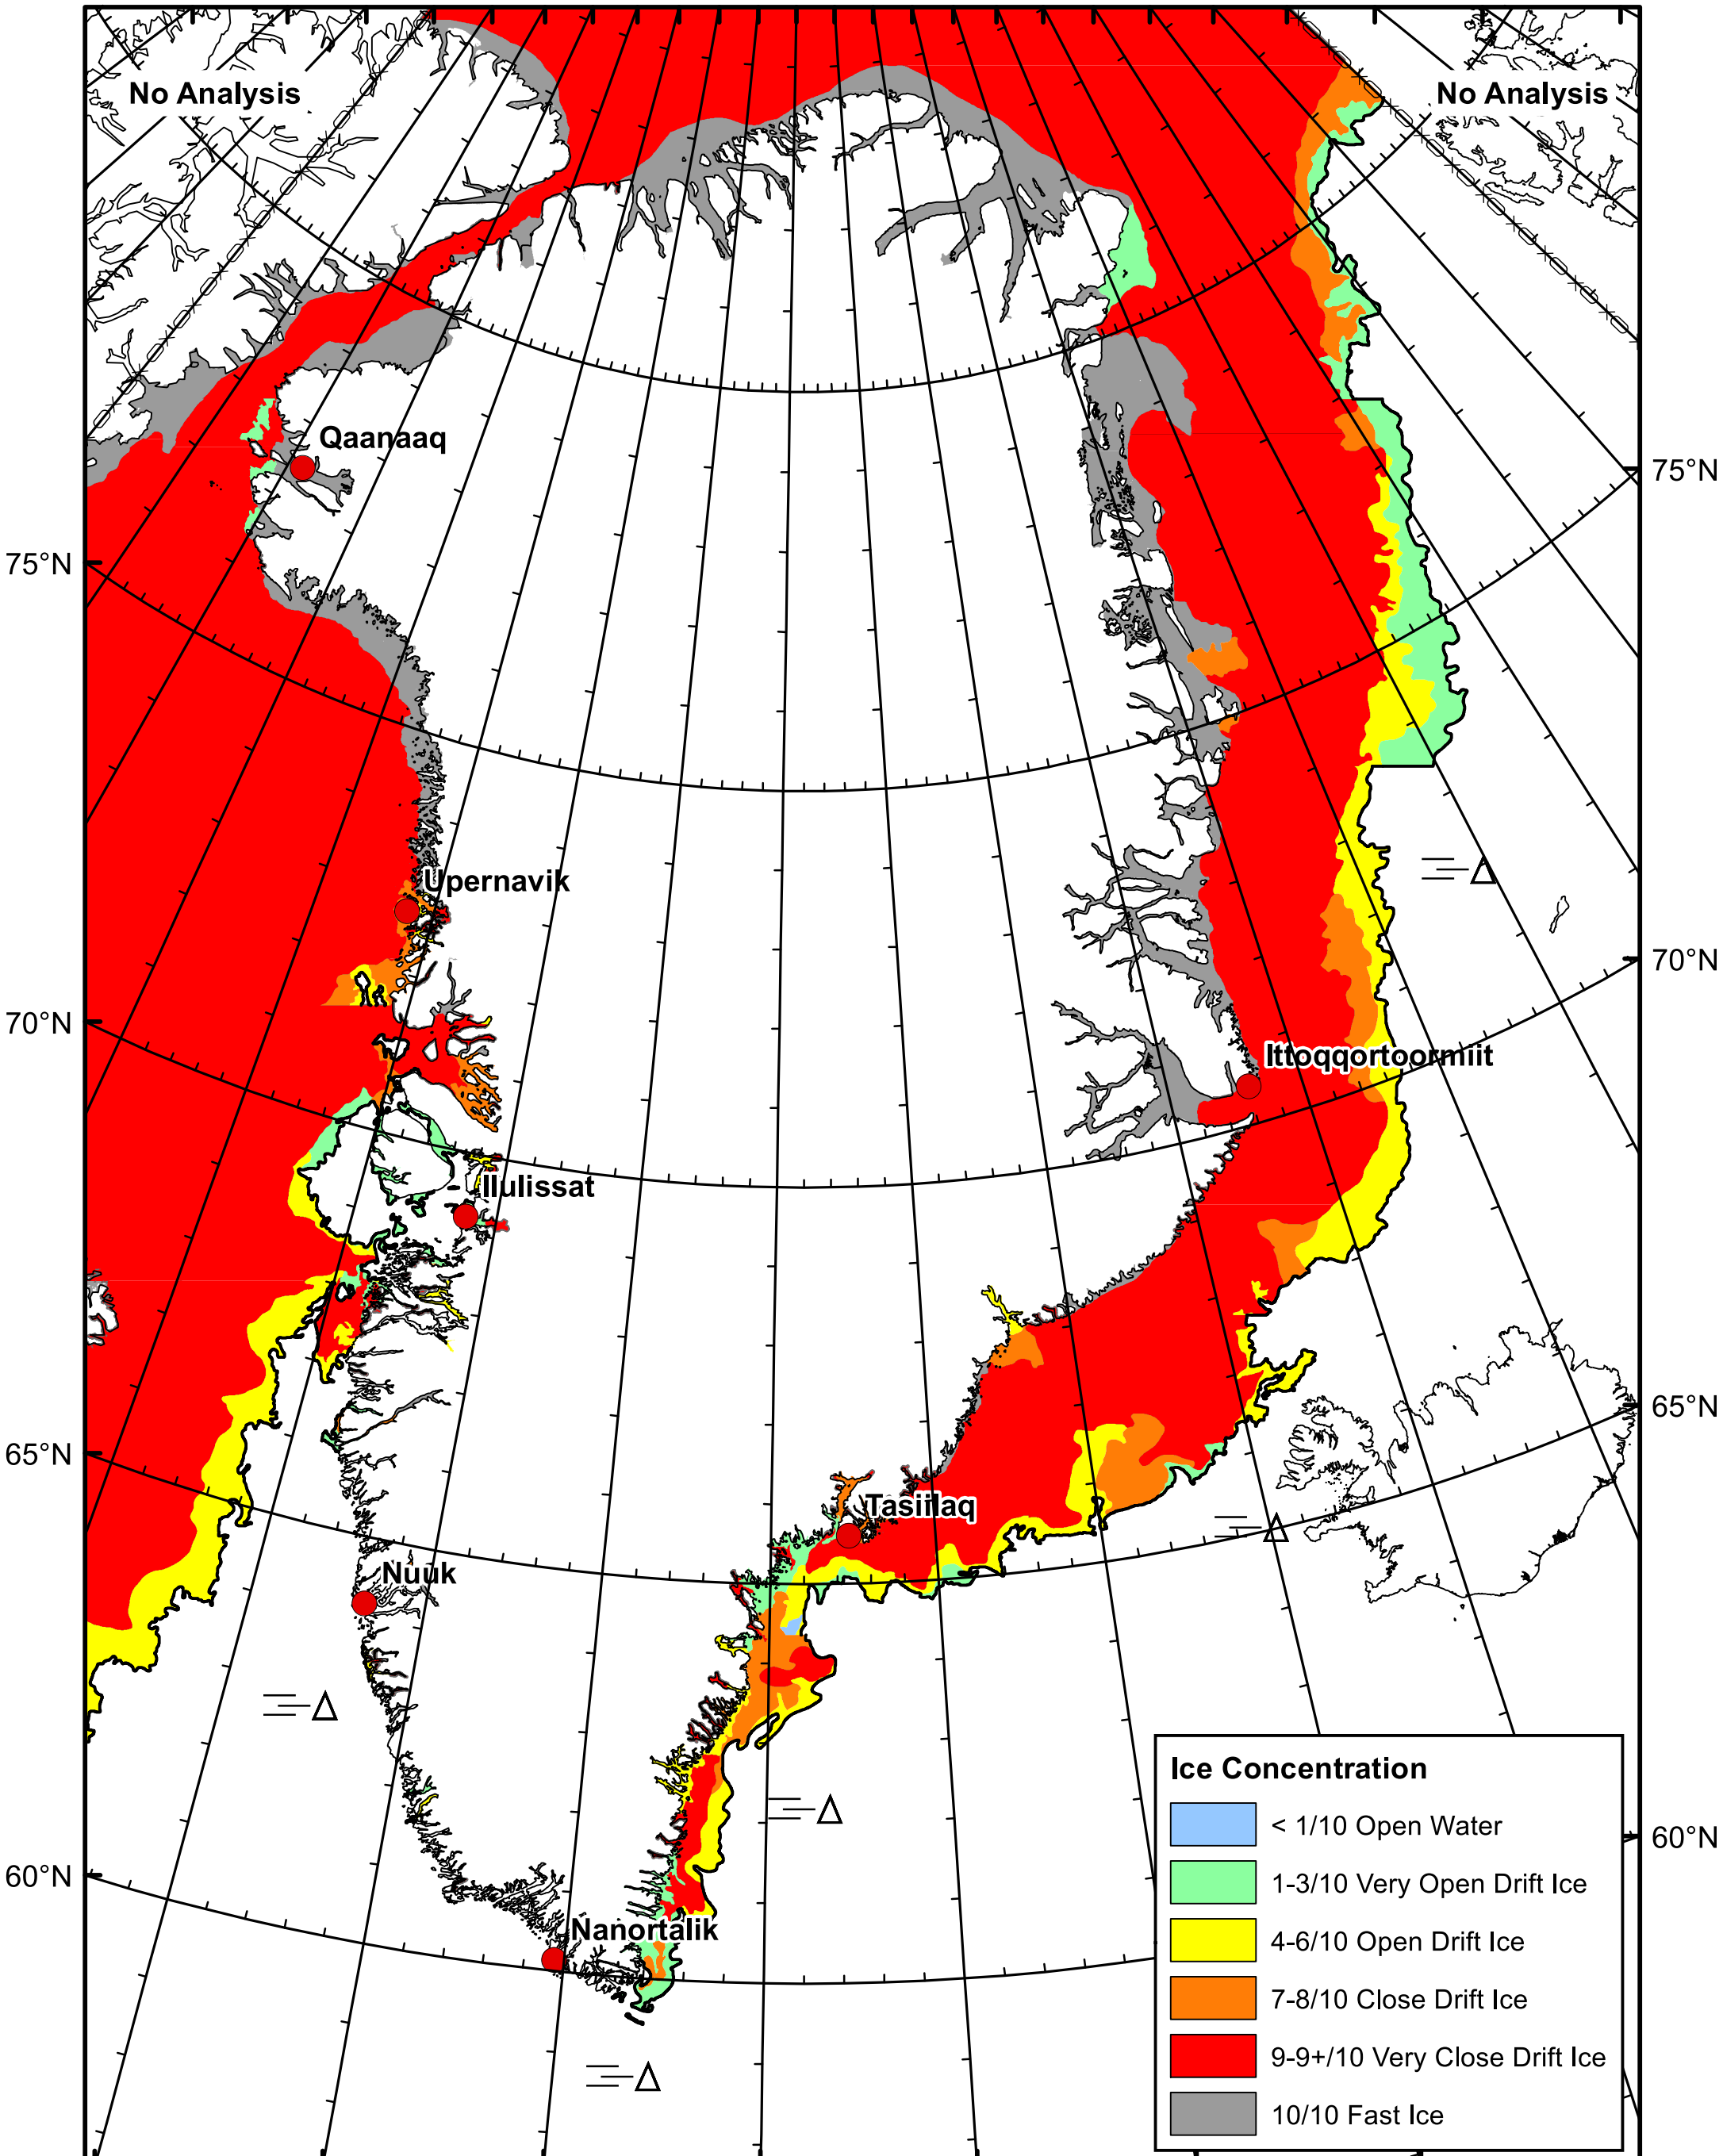 No Analysis
No Analysis
Qaanaaq
75°N
75°N
Upernavik
70°N
70°N
Ittoqqortoormiit
Ilulissat
65°N
65°N
Tasiilaq
Nuuk
60°N
60°N
Nanortalik
Ice Concentration
< 1/10 Open Water
1-3/10 Very Open Drift Ice
4-6/10 Open Drift Ice
7-8/10 Close Drift Ice
9-9+/10 Very Close Drift Ice
10/10 Fast Ice